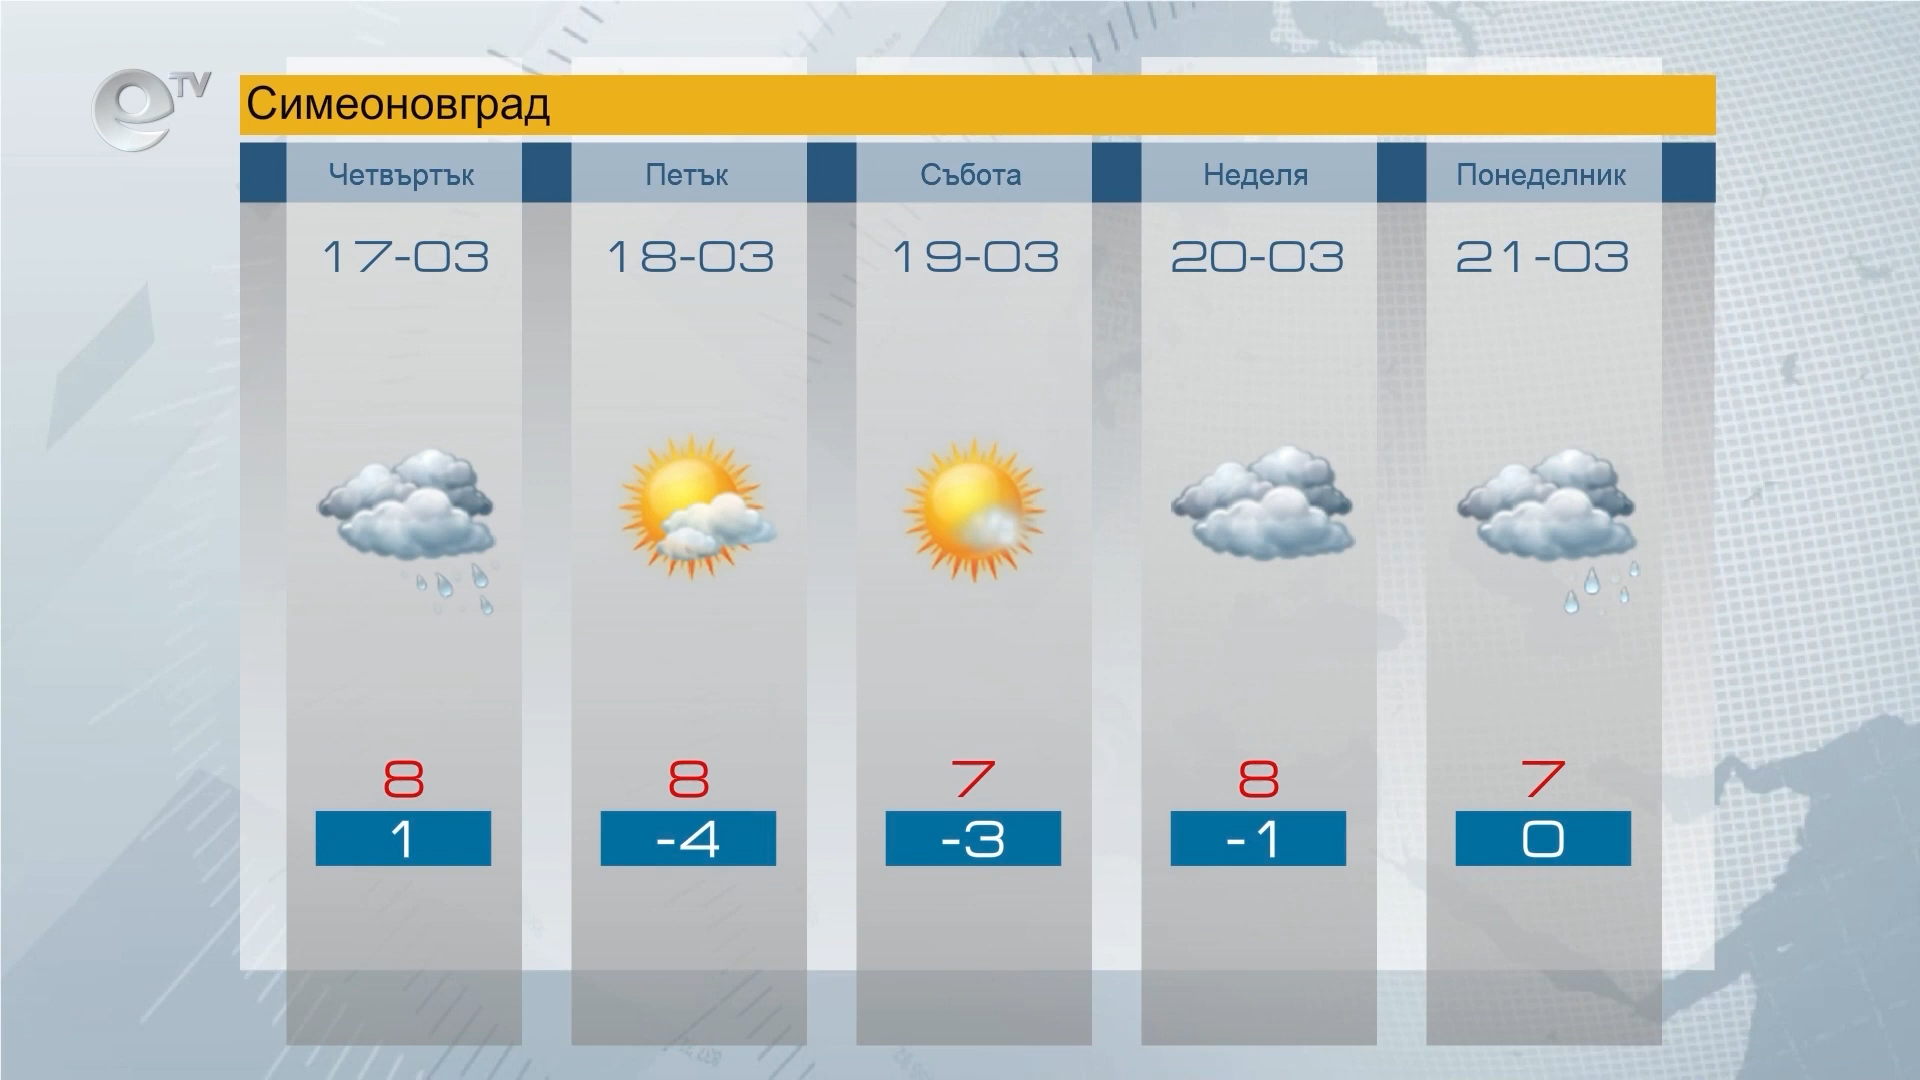 eTV
Симеоновград
Четвъртък Петък Събота Неделя Понеделник
17-03 18-03 19-03 20-03 21-03
8 8 7 8 7
1 -4 -3 -1 0